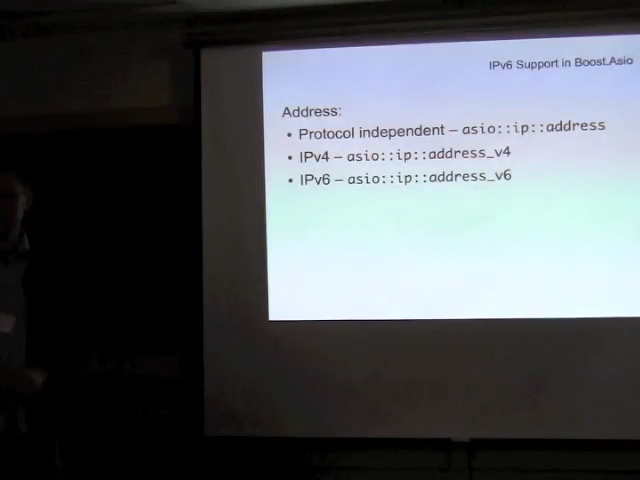 IPv6 Support in Boost.Asio
Address:
• Protocol independent – asio::ip::address
• IPv4 – asio::ip::address_v4
• IPv6 – asio::ip::address_v6